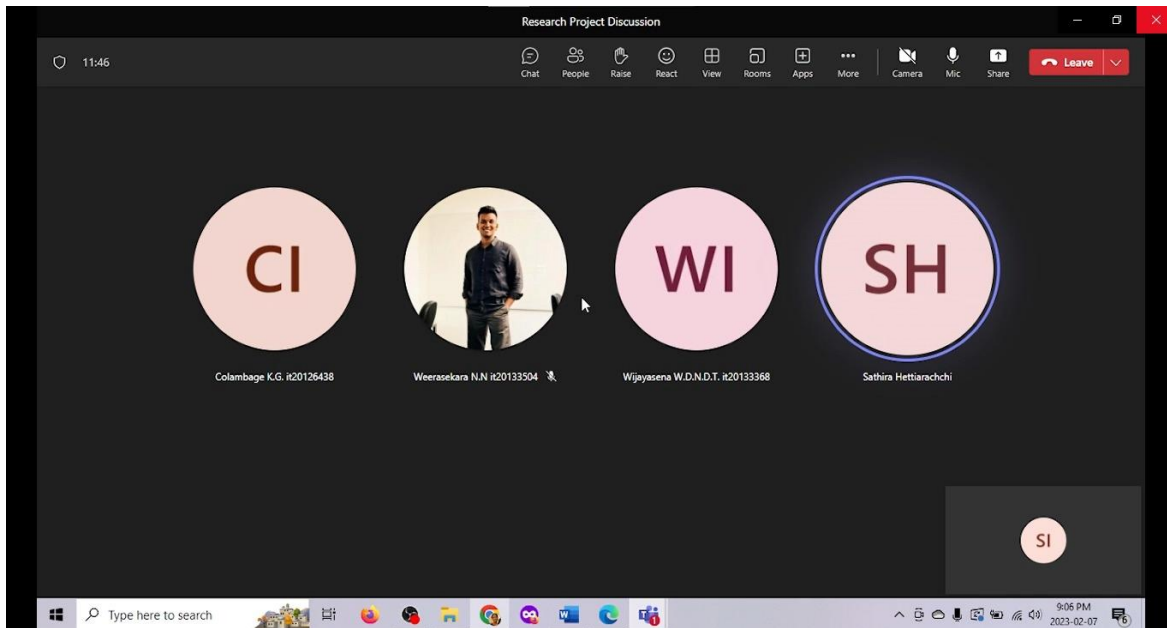 Research Project Discussion
11:46
Chat People Raise React View Rooms Apps More Camera Mic Share Leave
CI WI SH
Colambage K.G. it20126438 Weerasekara N.N it20133504 Wijayasena W.D.N.D.T. it20133368 Sathira Hettiarachchi
SI
Type here to search
9:06 PM
2023-02-07
6